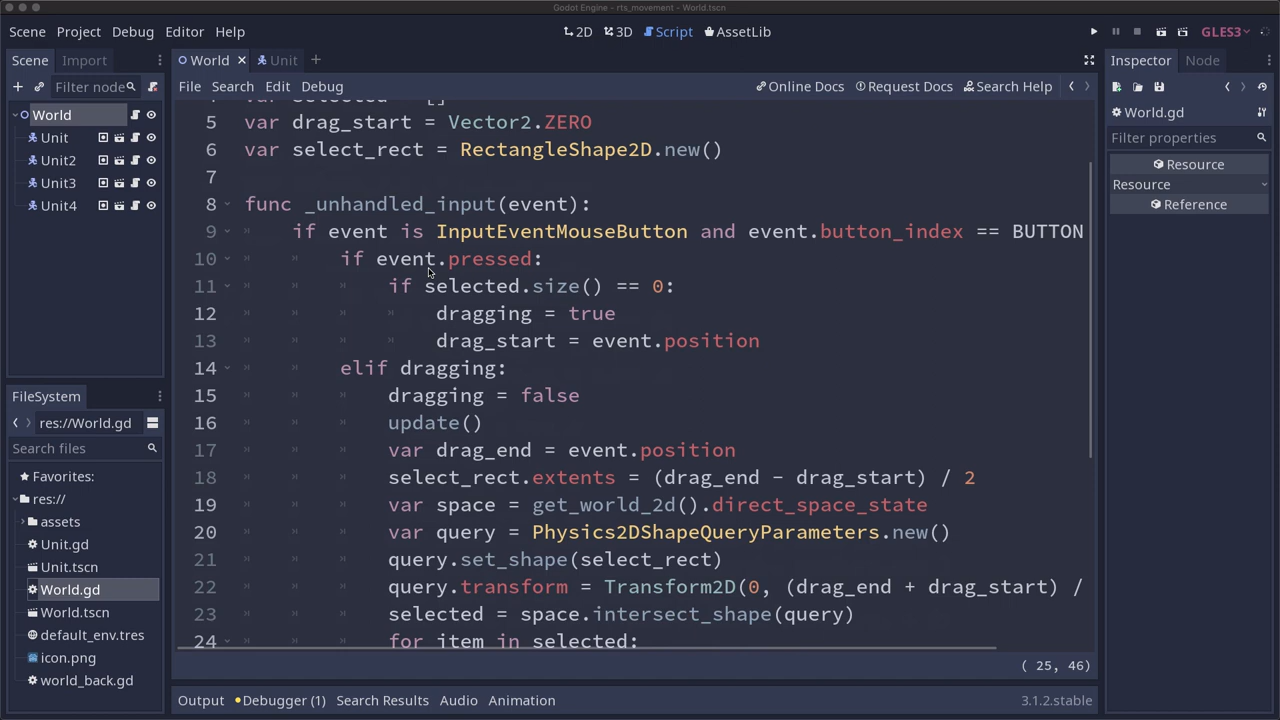 Godot Engine - rts_movement - World.tscn
Scene Project Debug Editor Help
2D 3D Script AssetLib
GLES3
Scene Import
World Unit
Inspector Node
Filter node
File Search Edit Debug
Online Docs Request Docs Search Help
World
Unit
Unit2
Unit3
Unit4
5 var drag_start = Vector2.ZERO
6 var select_rect = RectangleShape2D.new()
7
8 func _unhandled_input(event):
9 if event is InputEventMouseButton and event.button_index == BUTTON
10 if event.pressed:
11 if selected.size() == 0:
12 dragging = true
13 drag_start = event.position
14 elif dragging:
15 dragging = false
16 update()
17 var drag_end = event.position
18 select_rect.extents = (drag_end - drag_start) / 2
19 var space = get_world_2d().direct_space_state
20 var query = Physics2DShapeQueryParameters.new()
21 query.set_shape(select_rect)
22 query.transform = Transform2D(0, (drag_end + drag_start) /
23 selected = space.intersect_shape(query)
24 for item in selected:
( 25, 46)
World.gd
Filter properties
Resource
Resource
Reference
FileSystem
res://World.gd
Search files
Favorites:
res://
assets
Unit.gd
Unit.tscn
World.gd
World.tscn
default_env.tres
icon.png
world_back.gd
Output Debugger (1) Search Results Audio Animation
3.1.2.stable